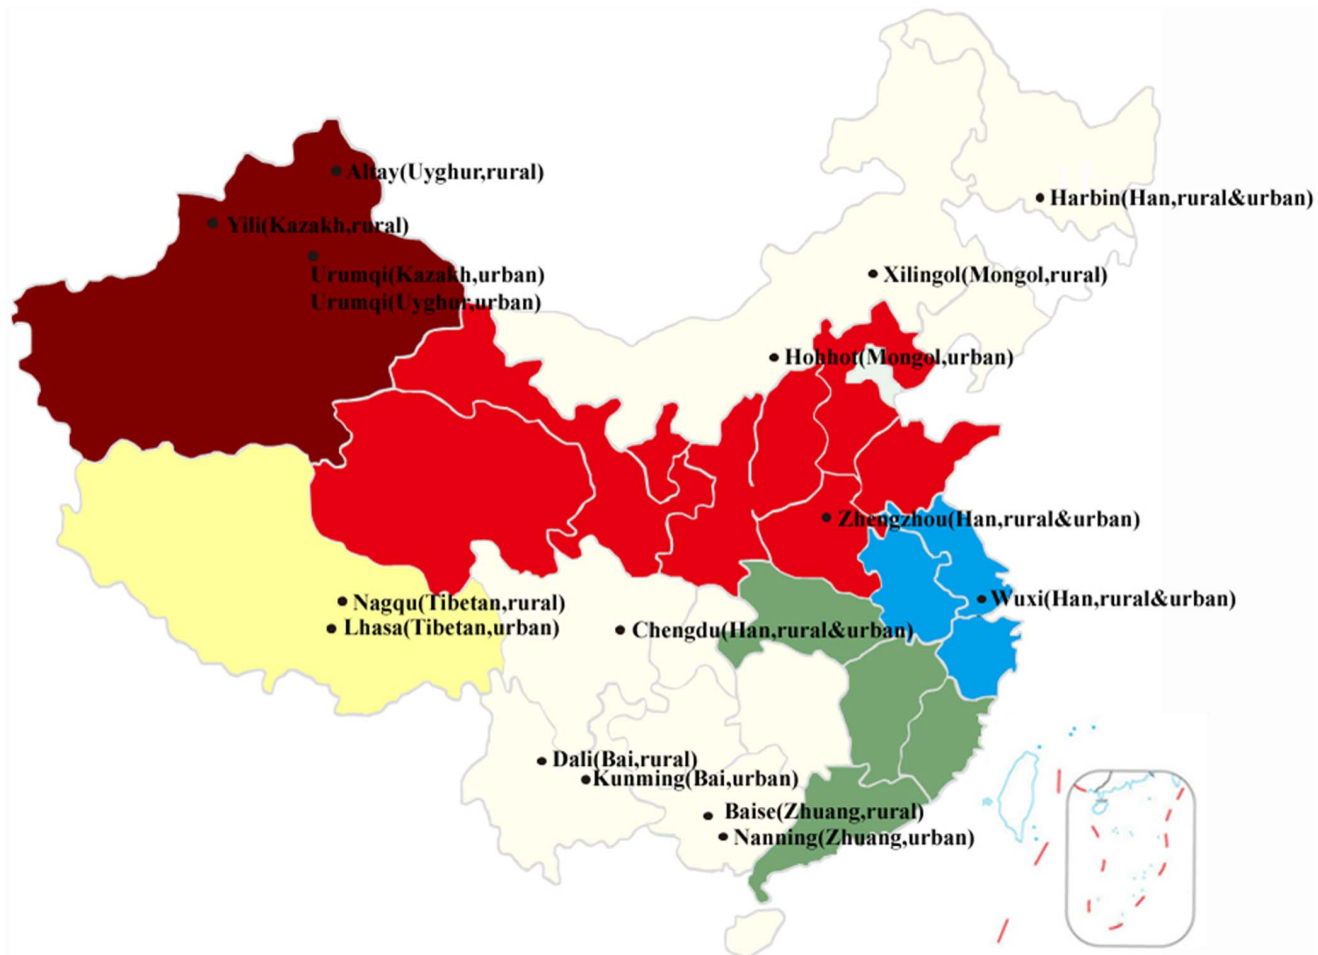 Altay(Uyghur,rural)
Harbin(Han,rural&urban)
Yili(Kazakh,rural)
Urumqi(Kazakh,urban)
Xilingol(Mongol,rural)
Urumqi(Uyghur,urban)
Hohhot(Mongol,urban)
Zhengzhou(Han,rural&urban)
Nagqu(Tibetan,rural)
Wuxi(Han,rural&urban)
Lhasa(Tibetan,urban)
Chengdu(Han,rural&urban)
Dali(Bai,rural)
Kunming(Bai,urban)
Baise(Zhuang,rural)
Nanning(Zhuang,urban)